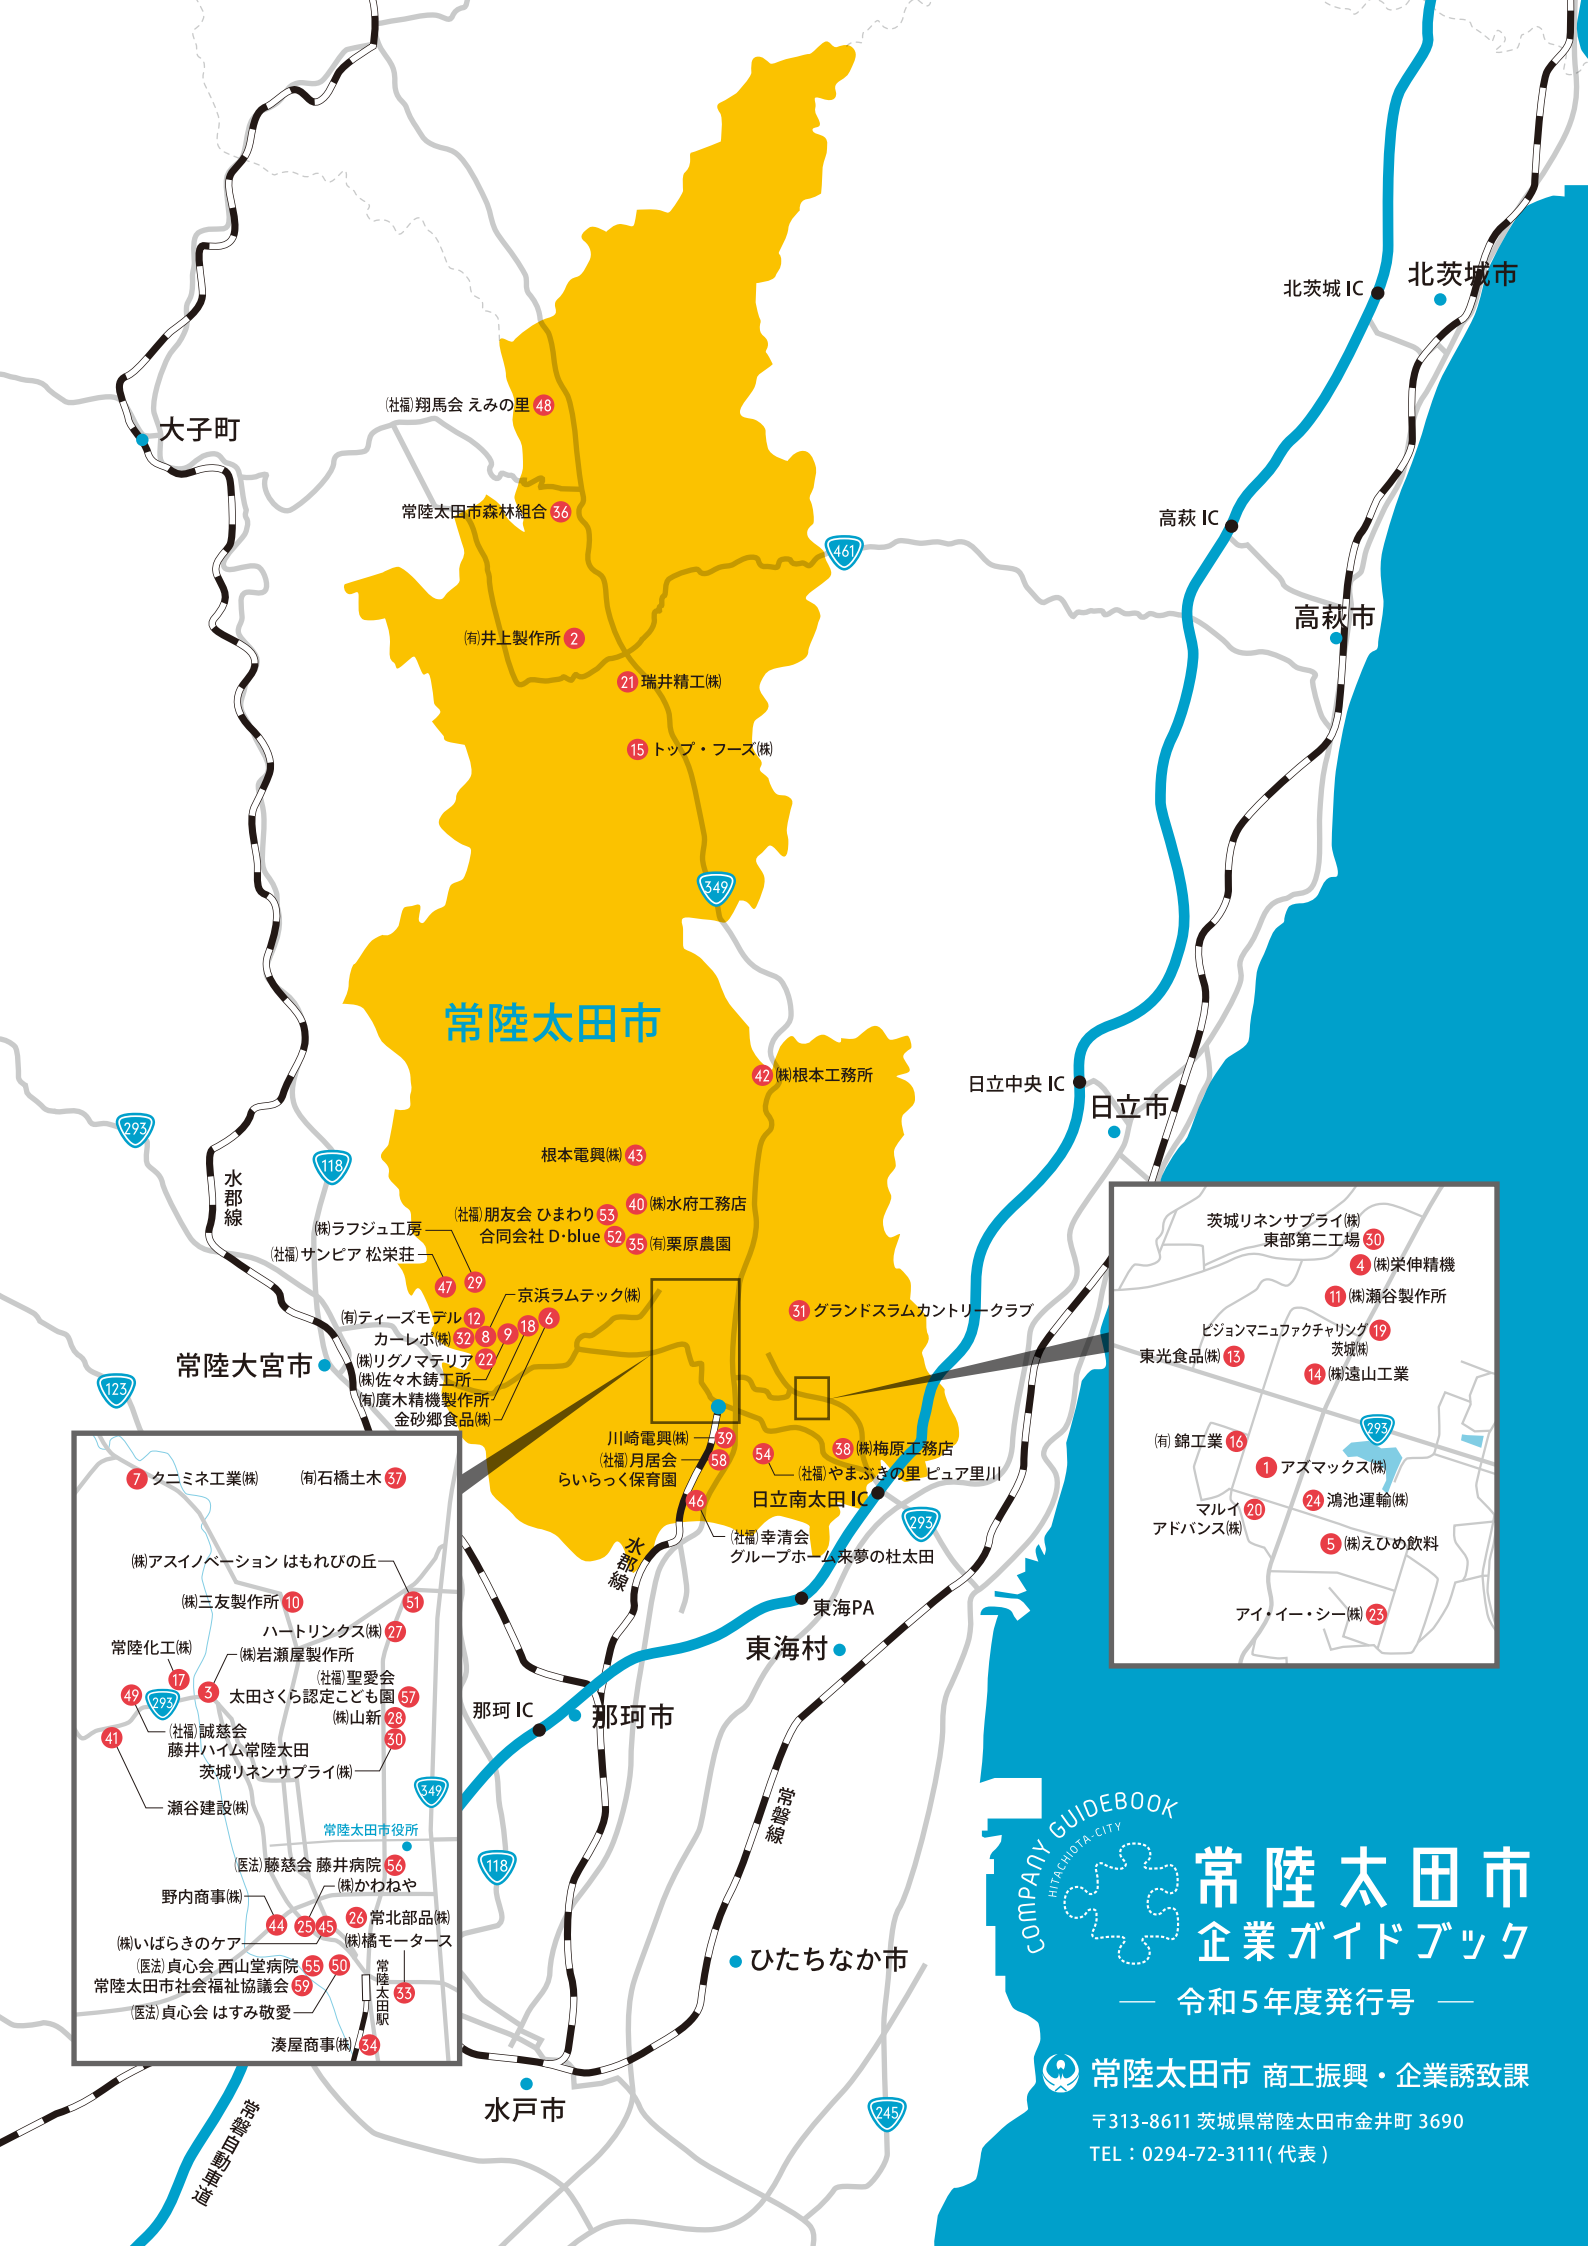 北茨城市
北茨城 IC
(社福)翔馬会 えみの里 48
大子町
常陸太田市森林組合 36
高萩 IC
461
高萩市
(有)井上製作所 2
21 瑞井精工(株)
15 トップ・フーズ(株)
349
常陸太田市
42 (株)根本工務所
日立中央 IC
日立市
293
118
水郡線
根本電興(株) 43
40 (株)水府工務店
(社福)朋友会 ひまわり 53
合同会社 D・blue 52
35 (有)栗原農園
(株)ラフジュ工房
(社福)サンピア 松栄荘
47
29
京浜ラムテック(株)
(有)ティーズモデル 12
カーレポ(株) 32 8 9 18 6
(株)リグノマテリア 22
(株)佐々木鋳工所
(有)廣木精機製作所
金砂郷食品(株)
31 グランドスラムカントリークラブ
常陸大宮市
123
川崎電興(株) 39
(社福)月居会 58
らいらっく保育園
54
38 (株)梅原工務店
(社福)やまぶきの里 ピュア里川
日立南太田 IC
46
293
(社福)幸清会
グループホーム来夢の杜太田
水郡線
東海PA
東海村
那珂 IC
那珂市
常磐線
118
ひたちなか市
水戸市
245
常磐自動車道
茨城リネンサプライ(株)
東部第二工場 30
4 (株)栄伸精機
11 (株)瀬谷製作所
ピジョンマニュファクチャリング 19
茨城(株)
東光食品(株) 13
14 (株)遠山工業
293
(有) 錦工業 16
1 アズマックス(株)
24 鴻池運輸(株)
マルイ 20
アドバンス(株)
5 (株)えひめ飲料
アイ・イー・シー(株) 23
7 クニミネ工業(株)
(有)石橋土木 37
(株)アスイノベーション はもれびの丘
(株)三友製作所 10
51
ハートリンクス(株) 27
常陸化工(株)
(株)岩瀬屋製作所
(社福)聖愛会
17
49
293
3
太田さくら認定こども園 57
(株)山新 28
41
(社福)誠慈会
藤井ハイム常陸太田
30
茨城リネンサプライ(株)
349
瀬谷建設(株)
常陸太田市役所
(医法)藤慈会 藤井病院 56
(株)かわねや
野内商事(株)
44 25 45
26 常北部品(株)
(株)いばらきのケア
(株)橘モータース
(医法)貞心会 西山堂病院 55 50
常陸太田駅
常陸太田市社会福祉協議会 59
33
(医法)貞心会 はすみ敬愛
湊屋商事(株) 34
COMPANY GUIDEBOOK
HITACHIOTA-CITY
常陸太田市
企業ガイドブック
令和5年度発行号
常陸太田市 商工振興・企業誘致課
〒313-8611 茨城県常陸太田市金井町 3690
TEL：0294-72-3111( 代表 )